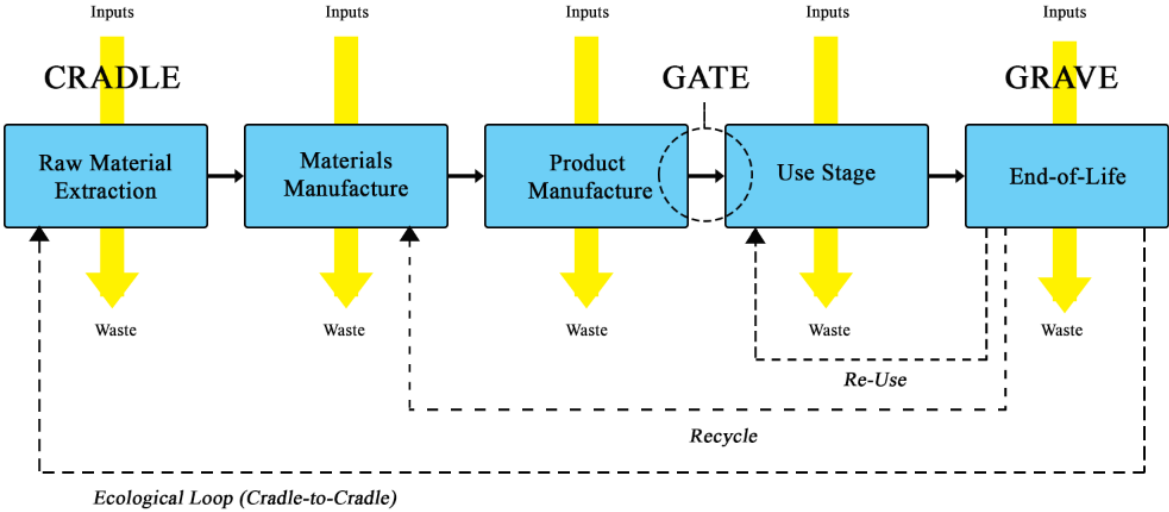 Inputs
Inputs
Inputs
Inputs
Inputs
CRADLE
GATE
GRAVE
Raw Material
Extraction
Materials
Manufacture
Product
Manufacture
Use Stage
End-of-Life
Waste
Waste
Waste
Waste
Waste
Re-Use
Recycle
Ecological Loop (Cradle-to-Cradle)